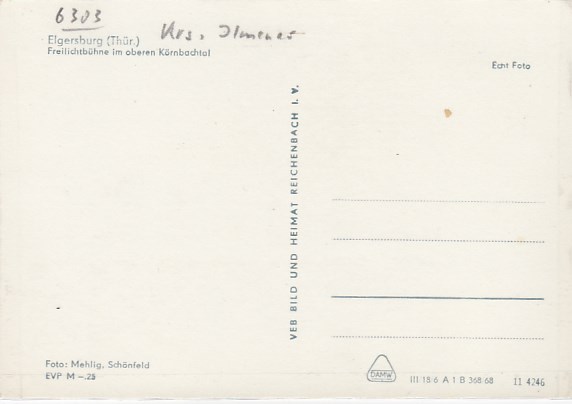 6303
Krs. Ilmenau
Elgersburg (Thür.)
Freilichtbühne im oberen Körnbachtal
Echt Foto
VEB BILD UND HEIMAT REICHENBACH I. V.
Foto: Mehlig, Schönfeld
EVP M –.25
DAMW
III 18 6 A 1 B 368/68
II 4246